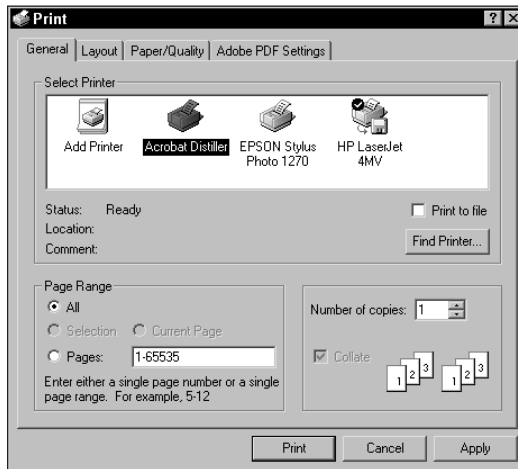 Print
General Layout Paper/Quality Adobe PDF Settings
Select Printer
Add Printer Acrobat Distiller EPSON Stylus Photo 1270 HP LaserJet 4MV
Status: Ready
Print to file
Location:
Comment:
Find Printer...
Page Range
All
Selection Current Page
Pages: 1-65535
Enter either a single page number or a single
page range. For example, 5-12
Number of copies: 1
Collate
1 2 3 1 2 3
Print Cancel Apply